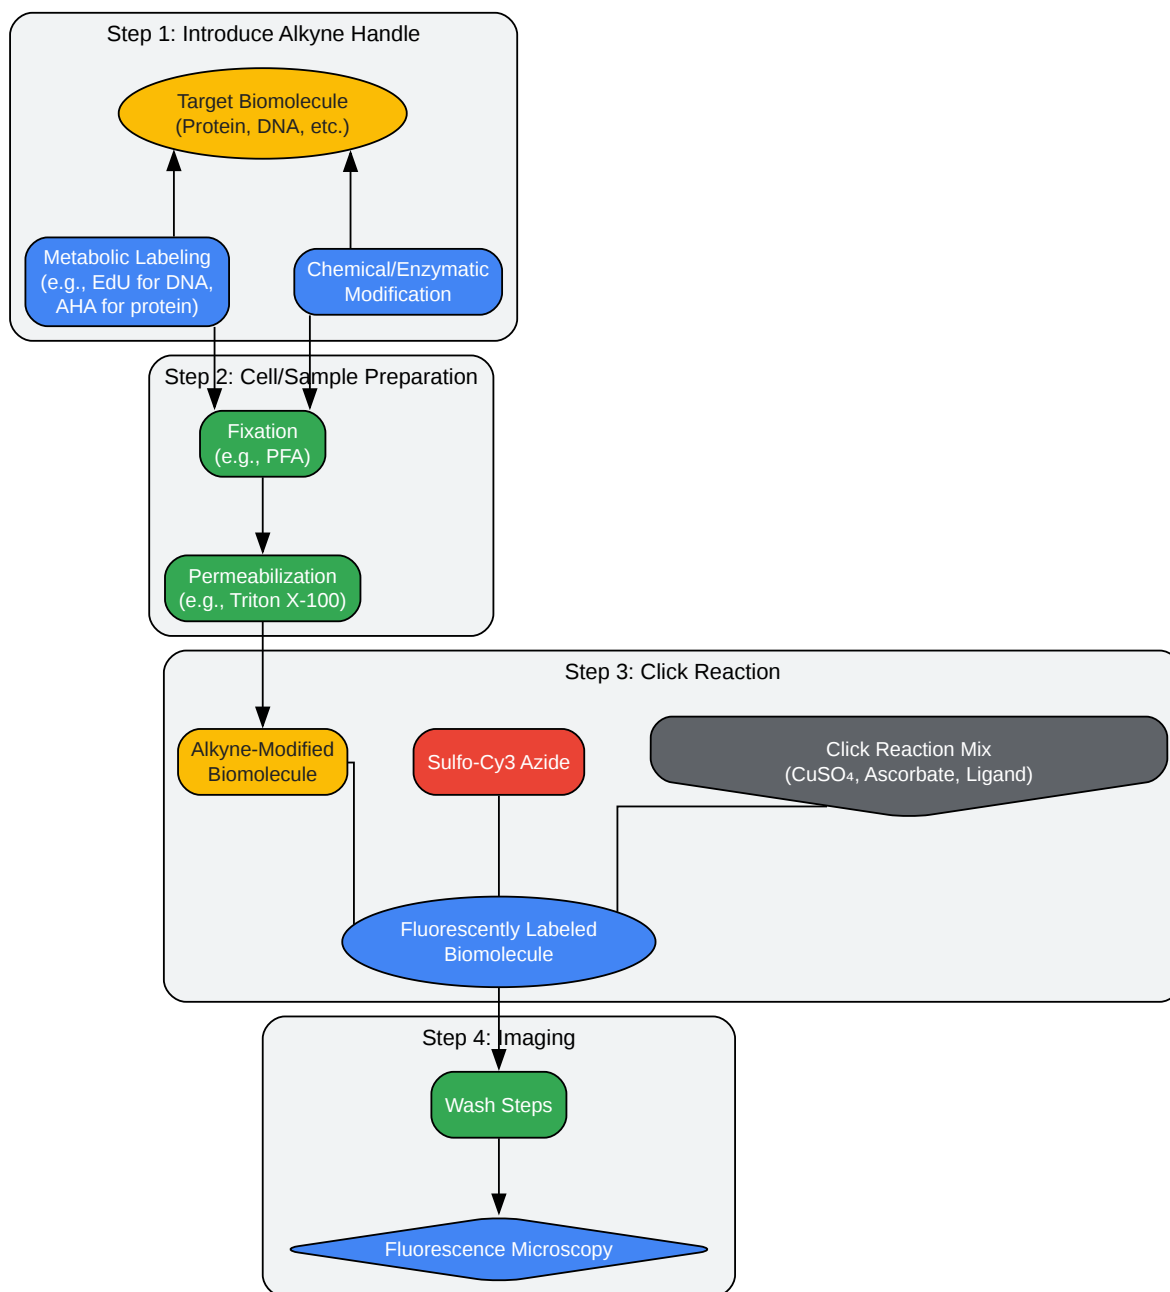 Step 1: Introduce Alkyne Handle
Target Biomolecule
(Protein, DNA, etc.)
Metabolic Labeling
(e.g., EdU for DNA,
AHA for protein)
Chemical/Enzymatic
Modification
Step 2: Cell/Sample Preparation
Fixation
(e.g., PFA)
Permeabilization
(e.g., Triton X-100)
Step 3: Click Reaction
Alkyne-Modified
Biomolecule
Sulfo-Cy3 Azide
Click Reaction Mix
(CuSO₄, Ascorbate, Ligand)
Fluorescently Labeled
Biomolecule
Step 4: Imaging
Wash Steps
Fluorescence Microscopy